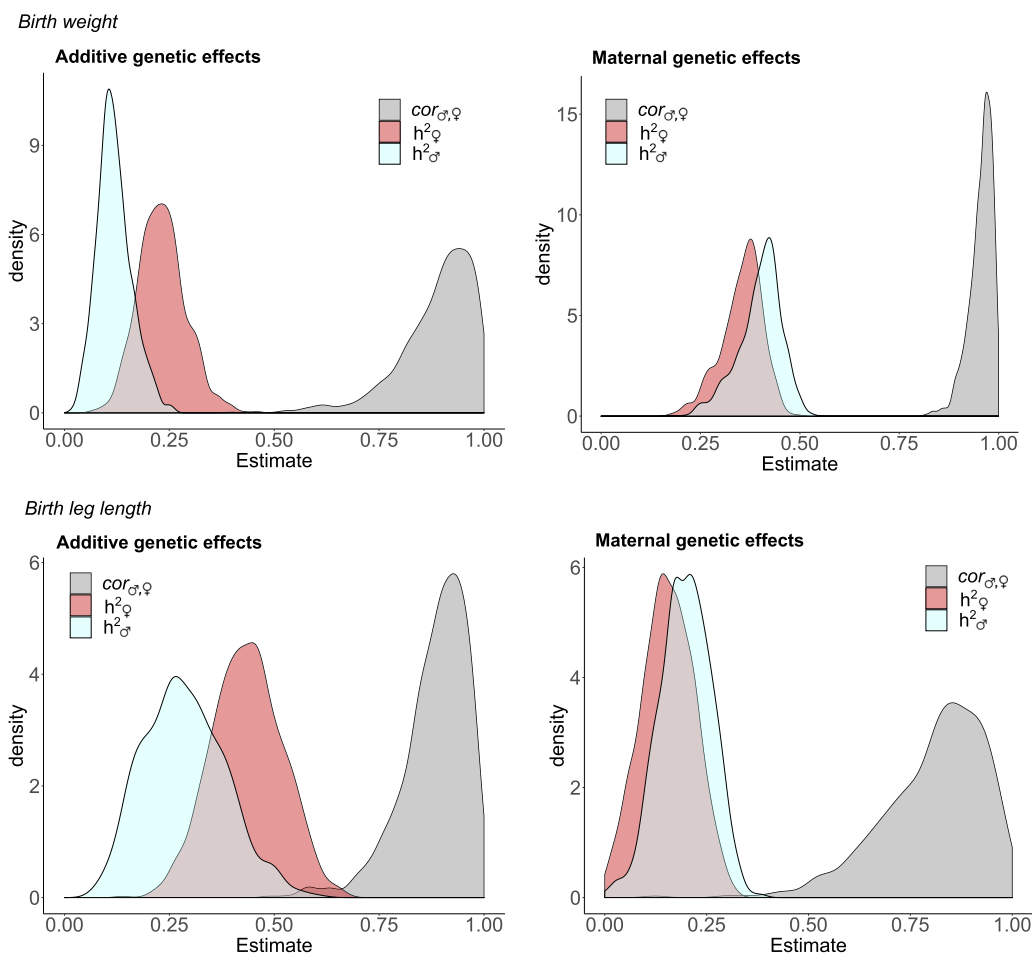 Birth weight
Additive genetic effects
cor♂,♀
h²♀
h²♂
density
9
6
3
0
0.00 0.25 0.50 0.75 1.00
Estimate
Maternal genetic effects
cor♂,♀
h²♀
h²♂
density
15
10
5
0
0.00 0.25 0.50 0.75 1.00
Estimate
Birth leg length
Additive genetic effects
cor♂,♀
h²♀
h²♂
density
6
4
2
0
0.00 0.25 0.50 0.75 1.00
Estimate
Maternal genetic effects
cor♂,♀
h²♀
h²♂
density
6
4
2
0
0.00 0.25 0.50 0.75 1.00
Estimate